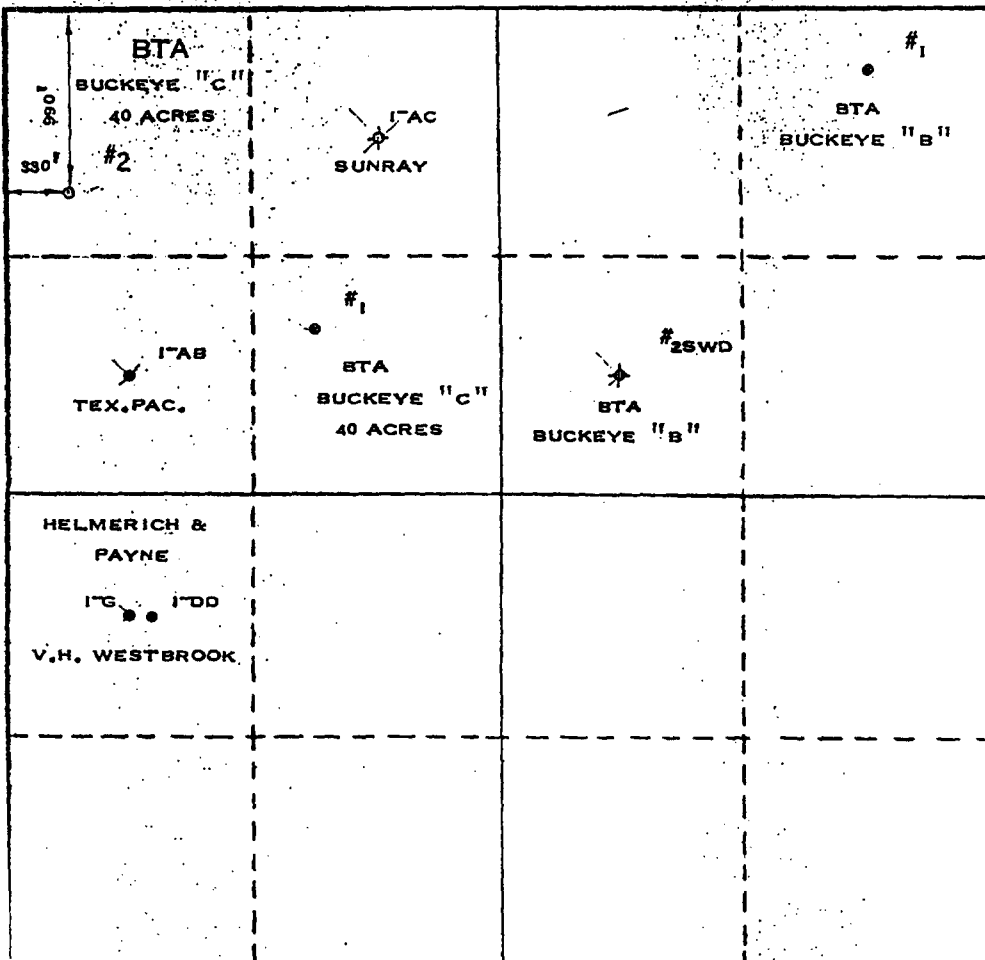 BTA
BUCKEYE "C"
40 ACRES
990'
330'
#2
1-AC
SUNRAY
#1
BTA
BUCKEYE "B"
1-AB
TEX.PAC.
#1
BTA
BUCKEYE "C"
40 ACRES
#2SWD
BTA
BUCKEYE "B"
HELMERICH &
PAYNE
1-G 1-DD
V.H. WESTBROOK